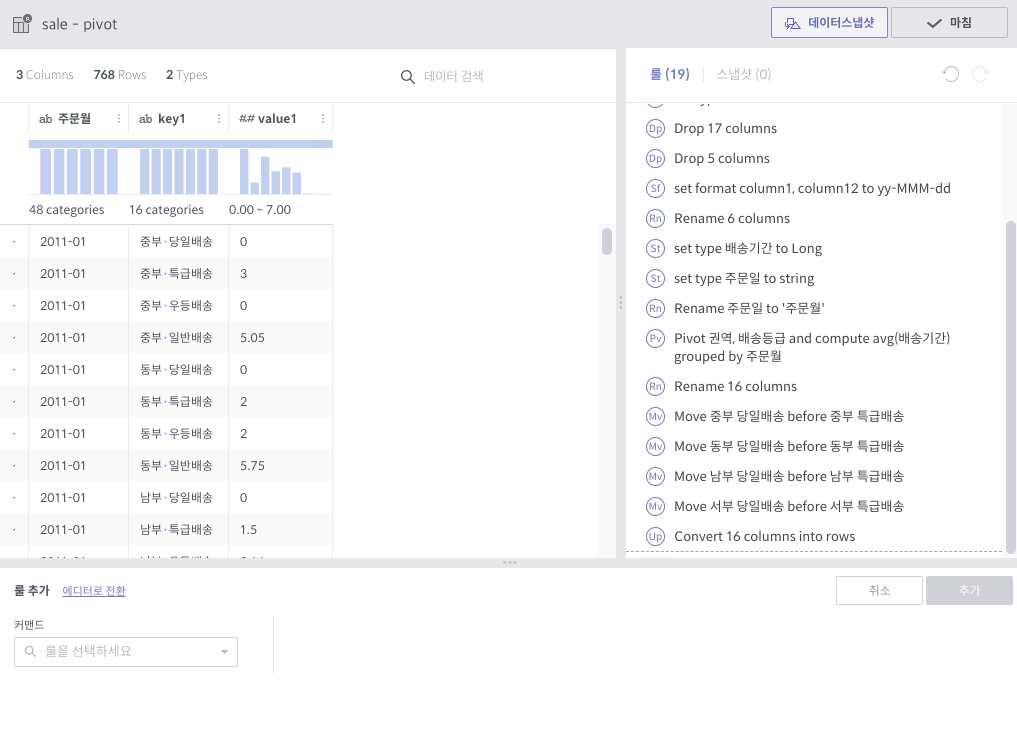 sale - pivot
데이터스냅샷
마침
3 Columns 768 Rows 2 Types
데이터 검색
룰 (19) 스냅샷 (0)
ab 주문월 ab key1 ## value1
48 categories 16 categories 0.00 ~ 7.00
· 2011-01 중부·당일배송 0
· 2011-01 중부·특급배송 3
· 2011-01 중부·우등배송 0
· 2011-01 중부·일반배송 5.05
· 2011-01 동부·당일배송 0
· 2011-01 동부·특급배송 2
· 2011-01 동부·우등배송 2
· 2011-01 동부·일반배송 5.75
· 2011-01 남부·당일배송 0
· 2011-01 남부·특급배송 1.5
Dp Drop 17 columns
Dp Drop 5 columns
Sf set format column1, column12 to yy-MMM-dd
Rn Rename 6 columns
St set type 배송기간 to Long
St set type 주문일 to string
Rn Rename 주문일 to '주문월'
Pv Pivot 권역, 배송등급 and compute avg(배송기간)
grouped by 주문월
Rn Rename 16 columns
Mv Move 중부 당일배송 before 중부 특급배송
Mv Move 동부 당일배송 before 동부 특급배송
Mv Move 남부 당일배송 before 남부 특급배송
Mv Move 서부 당일배송 before 서부 특급배송
Up Convert 16 columns into rows
룰 추가 에디터로 전환
취소
추가
커맨드
룰을 선택하세요